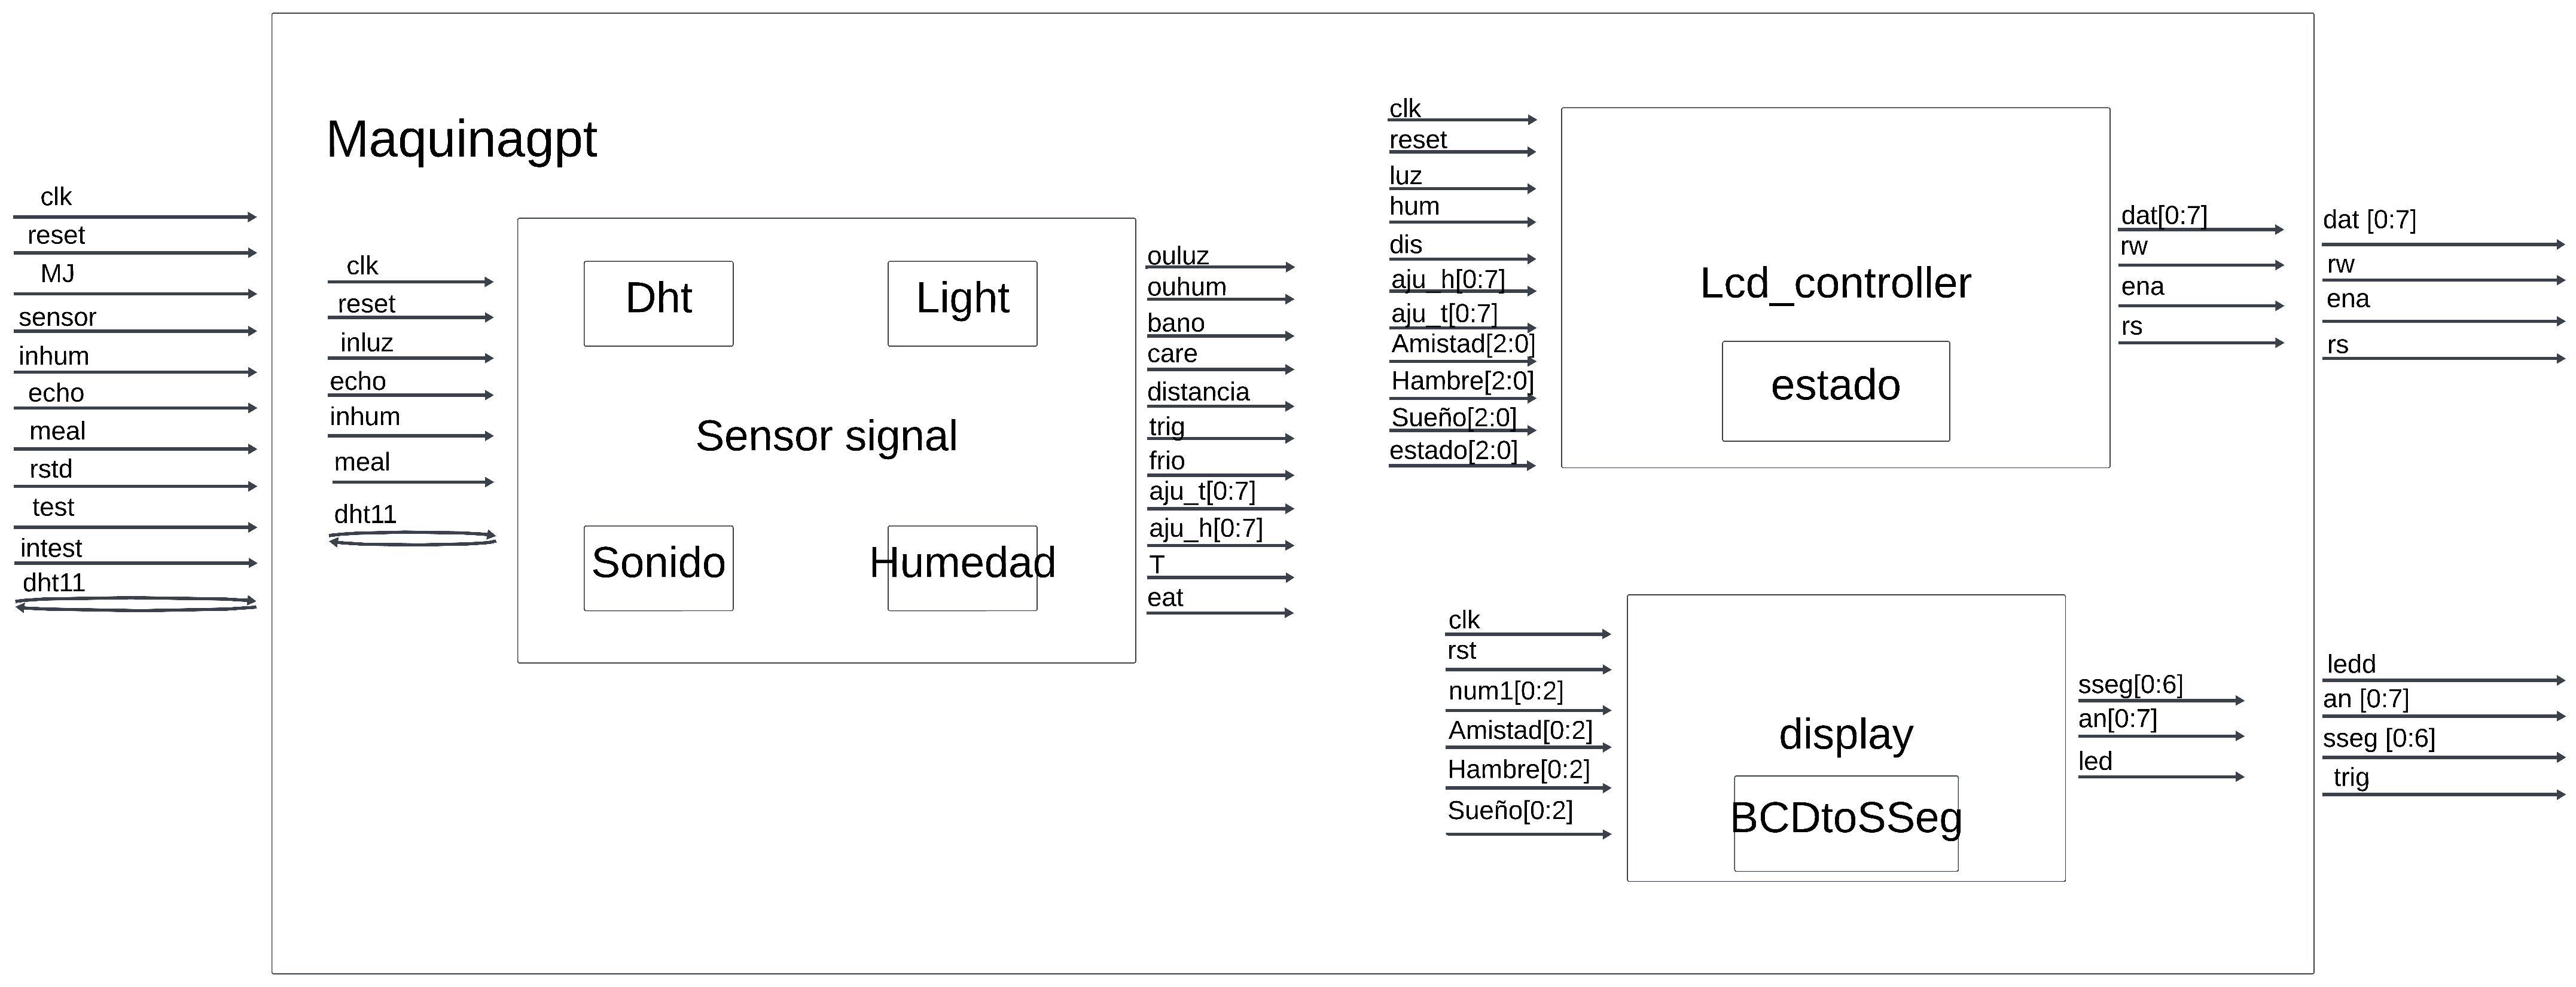 Maquinagpt
clk
reset
MJ
sensor
inhum
echo
meal
rstd
test
intest
dht11
clk
reset
inluz
echo
inhum
meal
dht11
Dht
Light
Sensor signal
Sonido
Humedad
ouluz
ouhum
bano
care
distancia
trig
frio
aju_t[0:7]
aju_h[0:7]
T
eat
clk
reset
luz
hum
dis
aju_h[0:7]
aju_t[0:7]
Amistad[2:0]
Hambre[2:0]
Sueño[2:0]
estado[2:0]
Lcd_controller
estado
dat[0:7]
rw
ena
rs
clk
rst
num1[0:2]
Amistad[0:2]
Hambre[0:2]
Sueño[0:2]
display
BCDtoSSeg
sseg[0:6]
an[0:7]
led
dat [0:7]
rw
ena
rs
ledd
an [0:7]
sseg [0:6]
trig